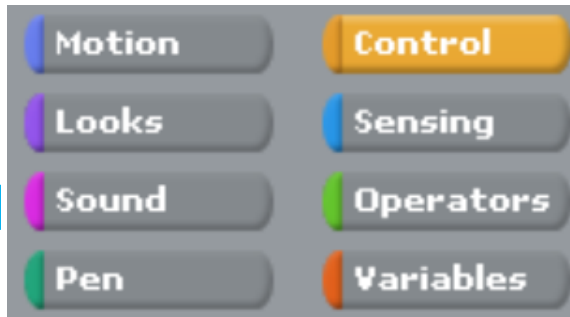 Motion Control
Looks Sensing
Sound Operators
Pen Variables